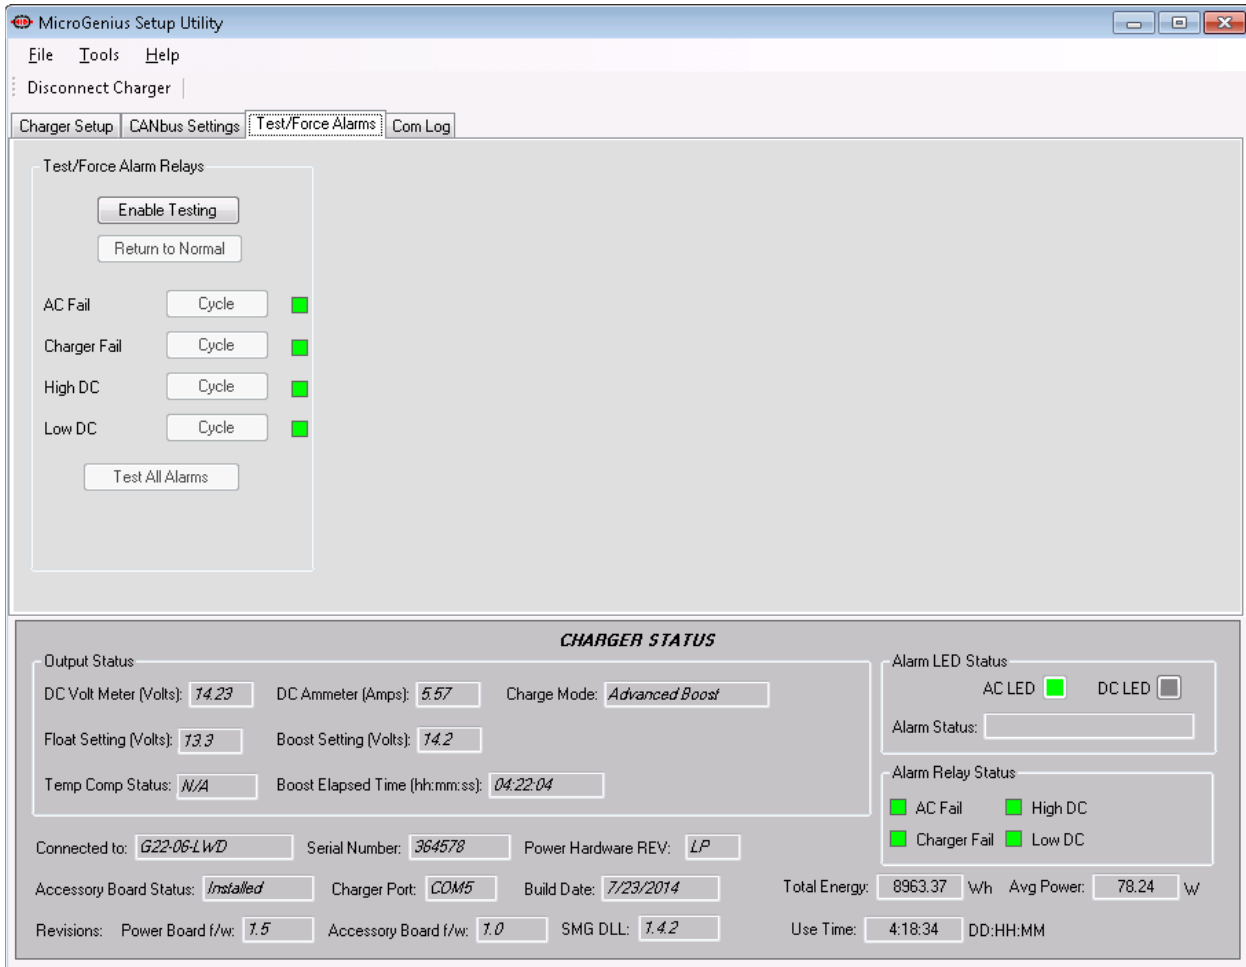 MicroGenius Setup Utility
File Tools Help
Disconnect Charger
Charger Setup CANbus Settings Test/Force Alarms Com Log
Test/Force Alarm Relays
Enable Testing
Return to Normal
AC Fail Cycle
Charger Fail Cycle
High DC Cycle
Low DC Cycle
Test All Alarms
CHARGER STATUS
Output Status
DC Volt Meter (Volts): 14.23 DC Ammeter (Amps): 5.57 Charge Mode: Advanced Boost
Float Setting (Volts): 13.3 Boost Setting (Volts): 14.2
Temp Comp Status: N/A Boost Elapsed Time (hh:mm:ss): 04:22:04
Alarm LED Status
AC LED DC LED
Alarm Status:
Alarm Relay Status
AC Fail High DC
Charger Fail Low DC
Connected to: G22-06-LWD Serial Number: 364578 Power Hardware REV: LP
Accessory Board Status: Installed Charger Port: COM5 Build Date: 7/23/2014 Total Energy: 8963.37 Wh Avg Power: 78.24 W
Revisions: Power Board f/w: 1.5 Accessory Board f/w: 1.0 SMG DLL: 1.4.2 Use Time: 4:18:34 DD:HH:MM